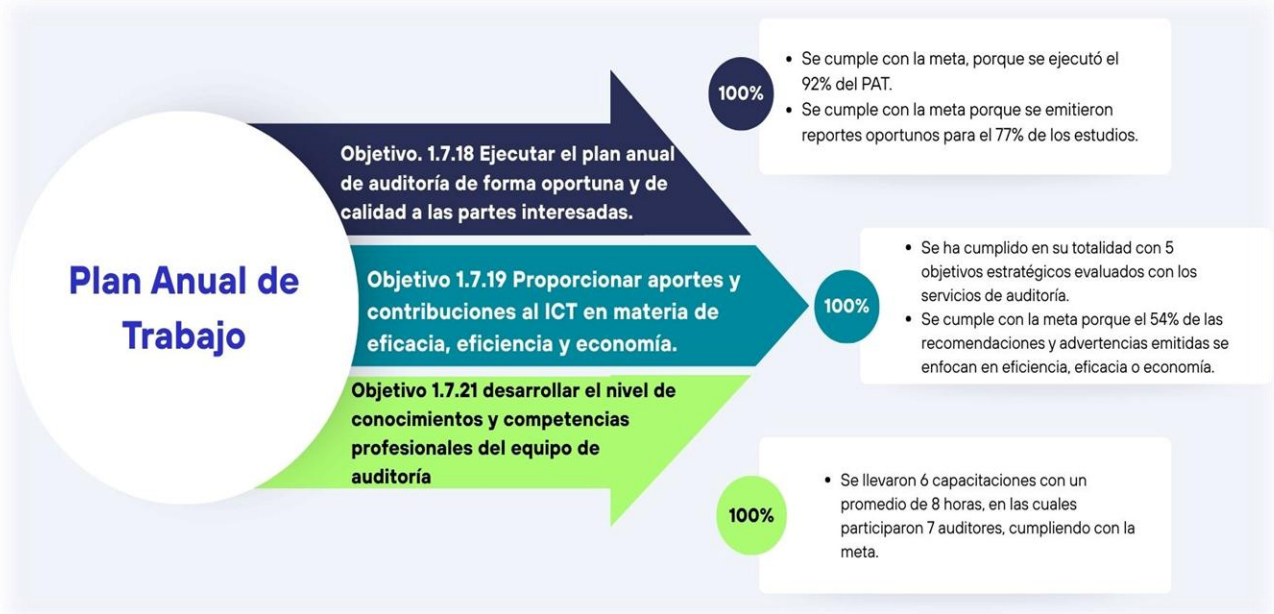 Plan Anual de
Trabajo
Objetivo. 1.7.18 Ejecutar el plan anual
de auditoría de forma oportuna y de
calidad a las partes interesadas.
100%
• Se cumple con la meta, porque se ejecutó el
92% del PAT.
• Se cumple con la meta porque se emitieron
reportes oportunos para el 77% de los estudios.
Objetivo 1.7.19 Proporcionar aportes y
contribuciones al ICT en materia de
eficacia, eficiencia y economía.
100%
• Se ha cumplido en su totalidad con 5
objetivos estratégicos evaluados con los
servicios de auditoría.
• Se cumple con la meta porque el 54% de las
recomendaciones y advertencias emitidas se
enfocan en eficiencia, eficacia o economía.
Objetivo 1.7.21 desarrollar el nivel de
conocimientos y competencias
profesionales del equipo de
auditoría
100%
• Se llevaron 6 capacitaciones con un
promedio de 8 horas, en las cuales
participaron 7 auditores, cumpliendo con la
meta.